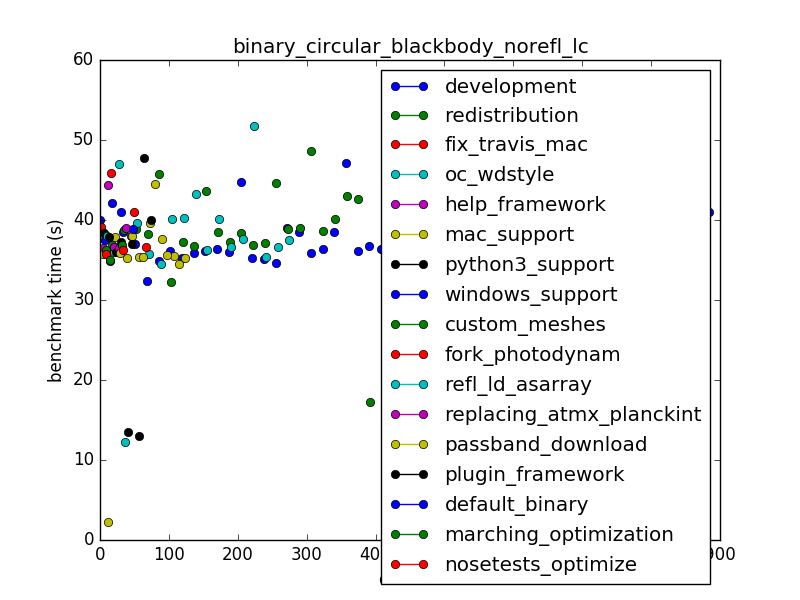 binary_circular_blackbody_norefl_lc
60
50
40
30
20
10
0
benchmark time (s)
development
redistribution
fix_travis_mac
oc_wdstyle
help_framework
mac_support
python3_support
windows_support
custom_meshes
fork_photodynam
refl_ld_asarray
replacing_atmx_planckint
passband_download
plugin_framework
default_binary
marching_optimization
nosetests_optimize
0 100 200 300